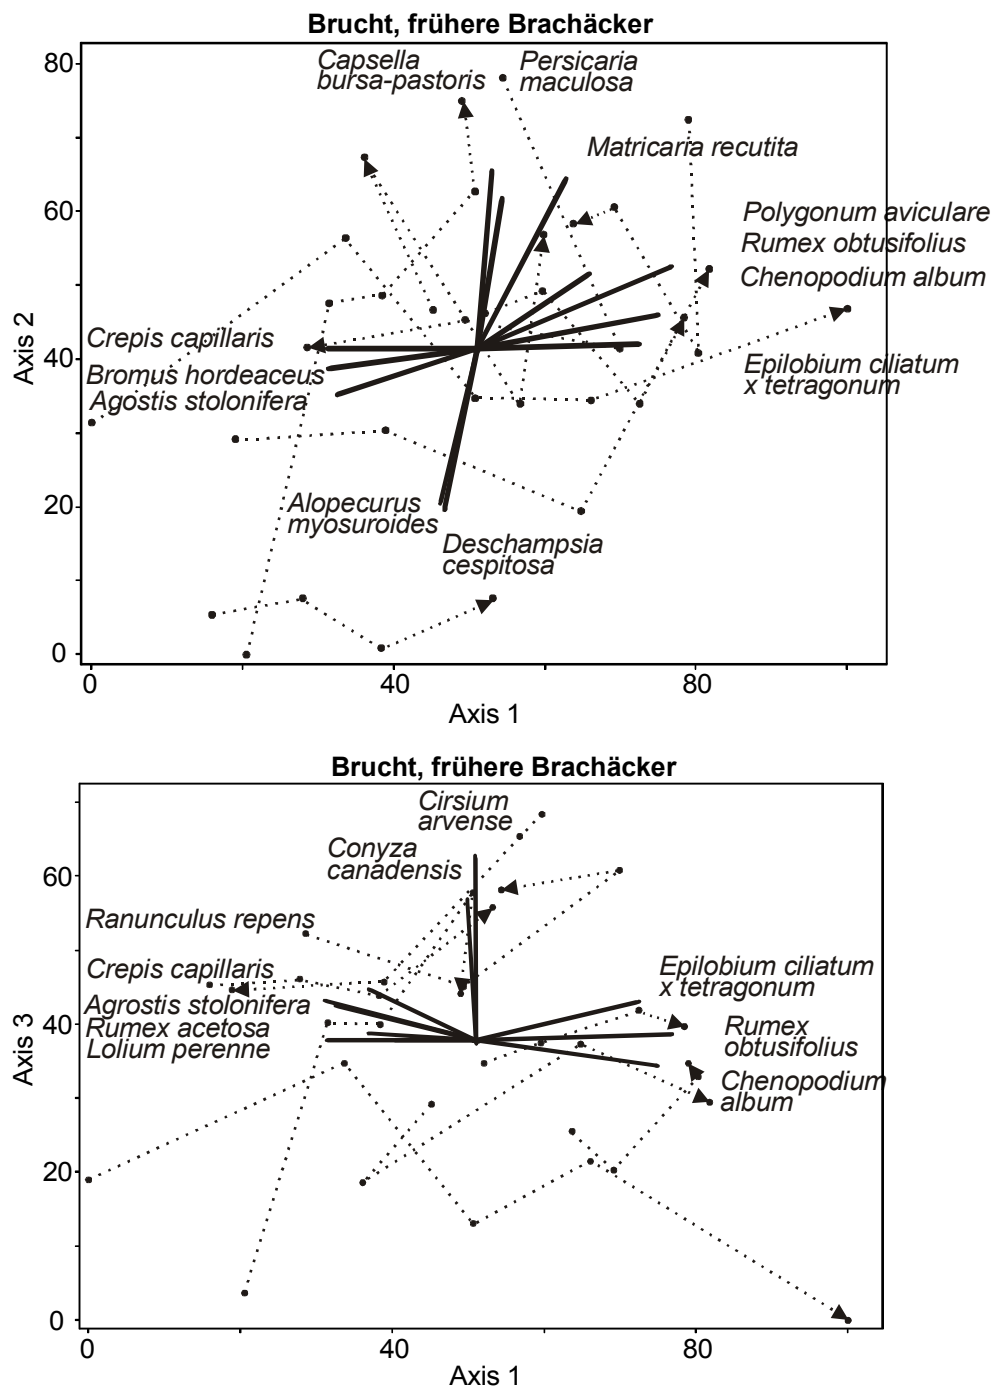 Brucht, frühere Brachäcker
80
Capsella
bursa-pastoris
Persicaria
maculosa
Matricaria recutita
60
Polygonum aviculare
Rumex obtusifolius
Chenopodium album
Axis 2
Crepis capillaris
40
Bromus hordeaceus
Agostis stolonifera
Epilobium ciliatum
x tetragonum
20
Alopecurus
myosuroides
Deschampsia
cespitosa
0
0
40
80
Axis 1
Brucht, frühere Brachäcker
Cirsium
arvense
Conyza
canadensis
60
Ranunculus repens
Crepis capillaris
Epilobium ciliatum
x tetragonum
Agrostis stolonifera
40
Rumex acetosa
Lolium perenne
Rumex
obtusifolius
Axis 3
Chenopodium
album
20
0
0
40
80
Axis 1